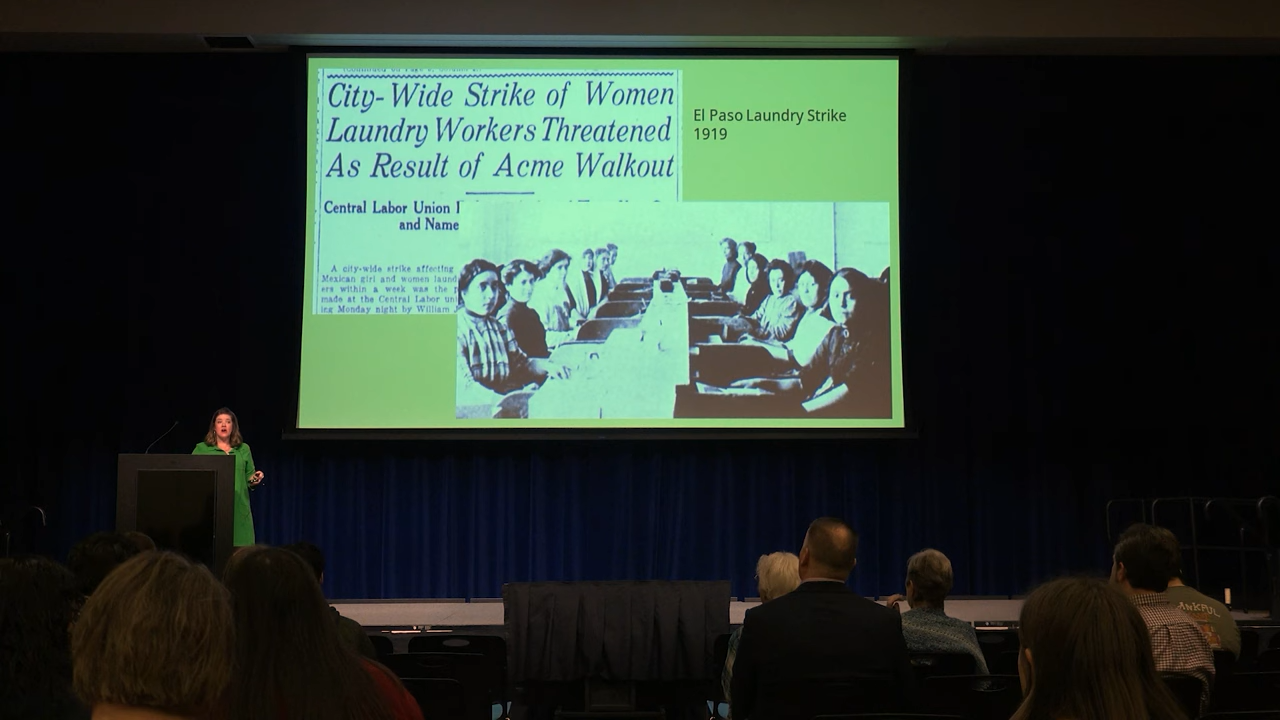 City-Wide Strike of Women
Laundry Workers Threatened
As Result of Acme Walkout
Central Labor Union
and Name
A city-wide strike affecting
Mexican girl and women laund
ers within a week was the p
made at the Central Labor uni
ing Monday night by William
El Paso Laundry Strike
1919
ANKFUL